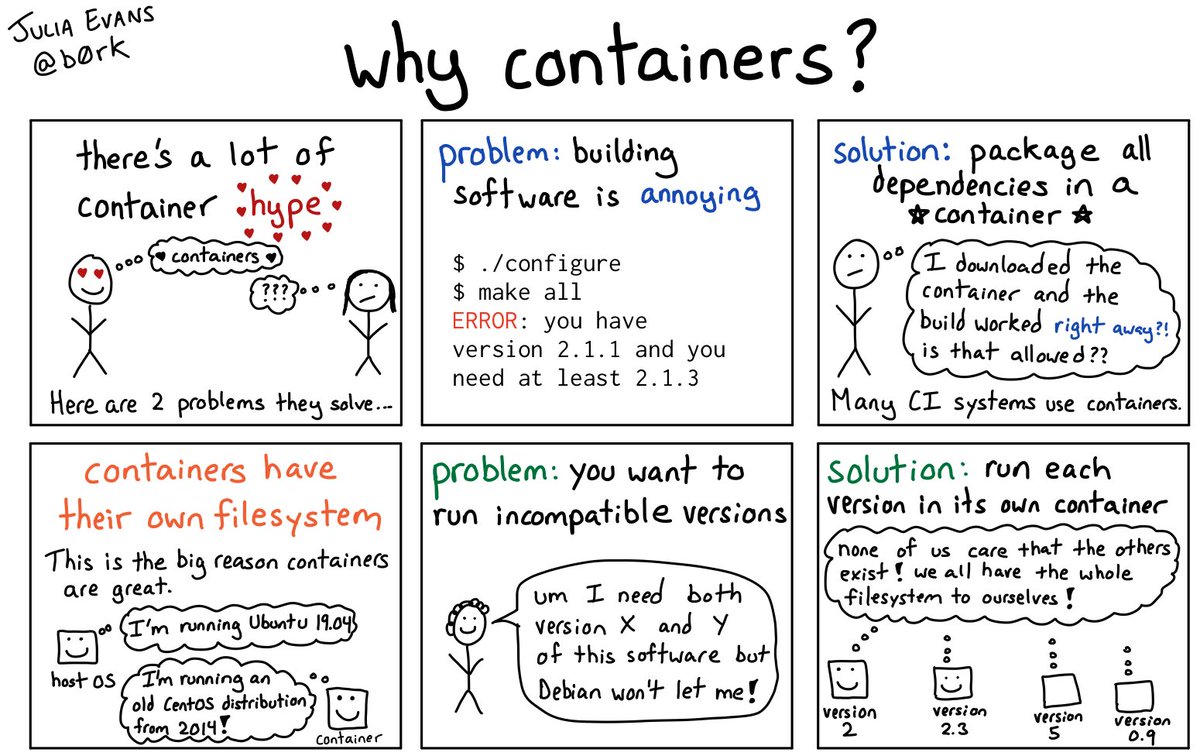 JULIA EVANS
@b0rk
why containers?
there's a lot of
container hype
containers
???
Here are 2 problems they solve...
problem: building
software is annoying
$ ./configure
$ make all
ERROR: you have
version 2.1.1 and you
need at least 2.1.3
solution: package all
dependencies in a
★ container ★
I downloaded the
container and the
build worked right away?!
is that allowed??
Many CI systems use containers.
containers have
their own filesystem
This is the big reason containers
are great.
I'm running Ubuntu 19.04
host OS
I'm running an
old CentOS distribution
from 2014!
container
problem: you want to
run incompatible versions
um I need both
version X and Y
of this software but
Debian won't let me!
solution: run each
version in its own container
none of us care that the others
exist! we all have the whole
filesystem to ourselves!
version
2
version
2.3
version
5
version
0.9